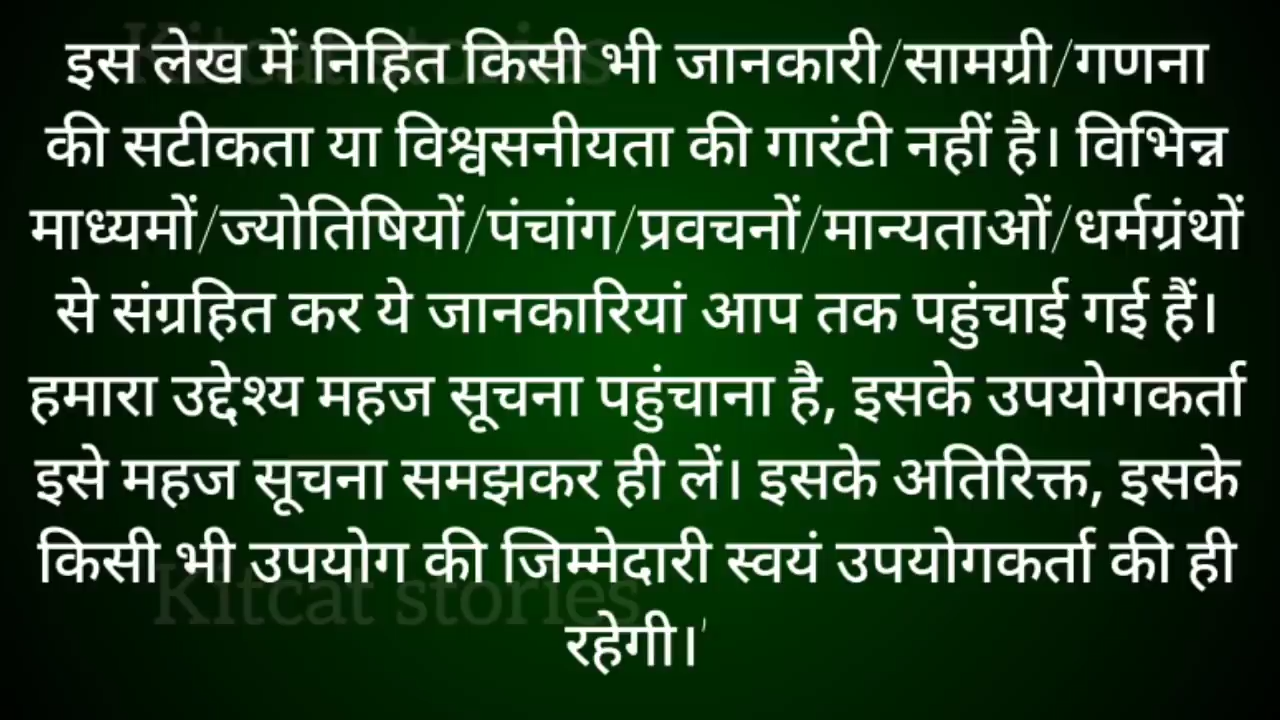 इस लेख में निहित किसी भी जानकारी/सामग्री/गणना
की सटीकता या विश्वसनीयता की गारंटी नहीं है। विभिन्न
माध्यमों/ज्योतिषियों/पंचांग/प्रवचनों/मान्यताओं/धर्मग्रंथों
से संग्रहित कर ये जानकारियां आप तक पहुंचाई गई हैं।
हमारा उद्देश्य महज सूचना पहुंचाना है, इसके उपयोगकर्ता
इसे महज सूचना समझकर ही लें। इसके अतिरिक्त, इसके
किसी भी उपयोग की जिम्मेदारी स्वयं उपयोगकर्ता की ही
रहेगी।'
Kitcat stories
Kitcat stories